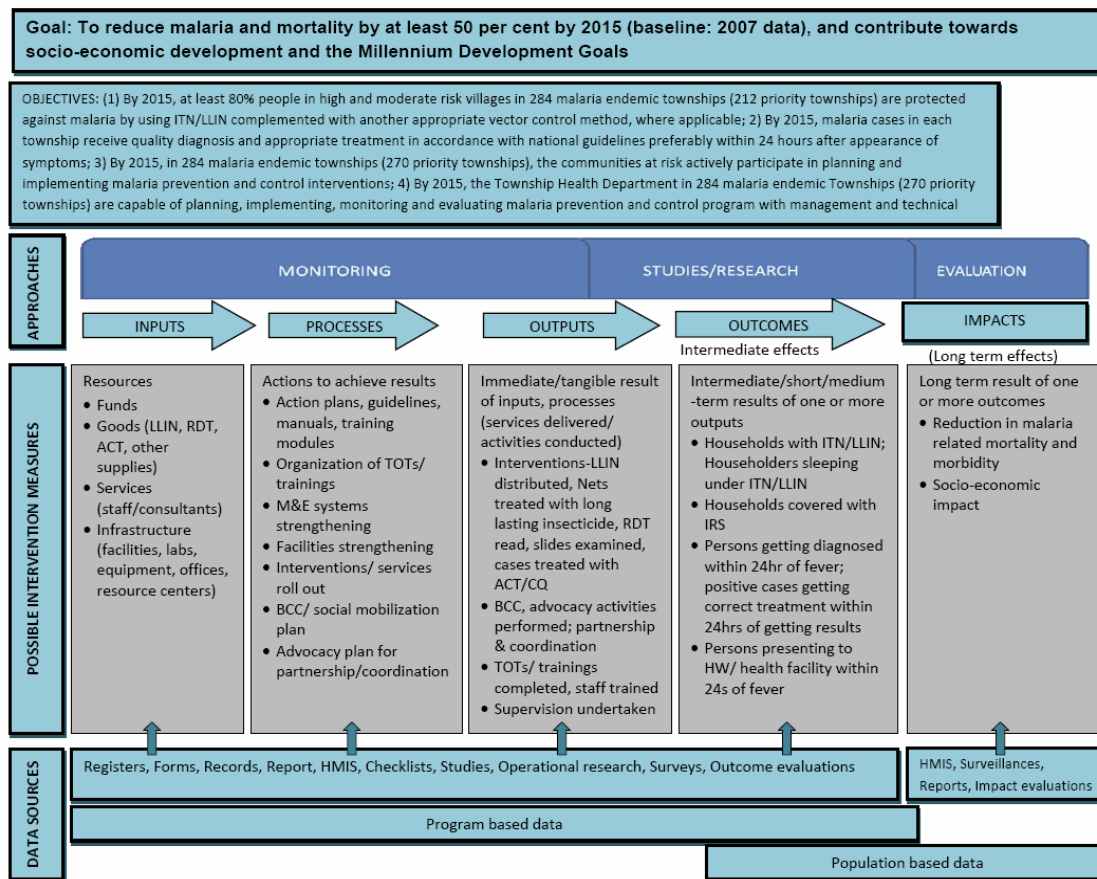 Goal: To reduce malaria and mortality by at least 50 per cent by 2015 (baseline: 2007 data), and contribute towards
socio-economic development and the Millennium Development Goals
OBJECTIVES: (1) By 2015, at least 80% people in high and moderate risk villages in 284 malaria endemic townships (212 priority townships) are protected
against malaria by using ITN/LLIN complemented with another appropriate vector control method, where applicable; 2) By 2015, malaria cases in each
township receive quality diagnosis and appropriate treatment in accordance with national guidelines preferably within 24 hours after appearance of
symptoms; 3) By 2015, in 284 malaria endemic townships (270 priority townships), the communities at risk actively participate in planning and
implementing malaria prevention and control interventions; 4) By 2015, the Township Health Department in 284 malaria endemic Townships (270 priority
townships) are capable of planning, implementing, monitoring and evaluating malaria prevention and control program with management and technical
APPROACHES
MONITORING
STUDIES/RESEARCH
EVALUATION
INPUTS
PROCESSES
OUTPUTS
OUTCOMES
Intermediate effects
IMPACTS
(Long term effects)
POSSIBLE INTERVENTION MEASURES
Resources
• Funds
• Goods (LLIN, RDT,
ACT, other
supplies)
• Services
(staff/consultants)
• Infrastructure
(facilities, labs,
equipment, offices,
resource centers)
Actions to achieve results
• Action plans, guidelines,
manuals, training
modules
• Organization of TOTs/
trainings
• M&E systems
strengthening
• Facilities strengthening
• Interventions/ services
roll out
• BCC/ social mobilization
plan
• Advocacy plan for
partnership/coordination
Immediate/tangible result
of inputs, processes
(services delivered/
activities conducted)
• Interventions-LLIN
distributed, Nets
treated with long
lasting insecticide, RDT
read, slides examined,
cases treated with
ACT/CQ
• BCC, advocacy activities
performed; partnership
& coordination
• TOTs/ trainings
completed, staff trained
• Supervision undertaken
Intermediate/short/medium
-term results of one or more
outputs
• Households with ITN/LLIN;
Householders sleeping
under ITN/LLIN
• Households covered with
IRS
• Persons getting diagnosed
within 24hr of fever;
positive cases getting
correct treatment within
24hrs of getting results
• Persons presenting to
HW/ health facility within
24s of fever
Long term result of one
or more outcomes
• Reduction in malaria
related mortality and
morbidity
• Socio-economic
impact
DATA SOURCES
Registers, Forms, Records, Report, HMIS, Checklists, Studies, Operational research, Surveys, Outcome evaluations
HMIS, Surveillances,
Reports, Impact evaluations
Program based data
Population based data